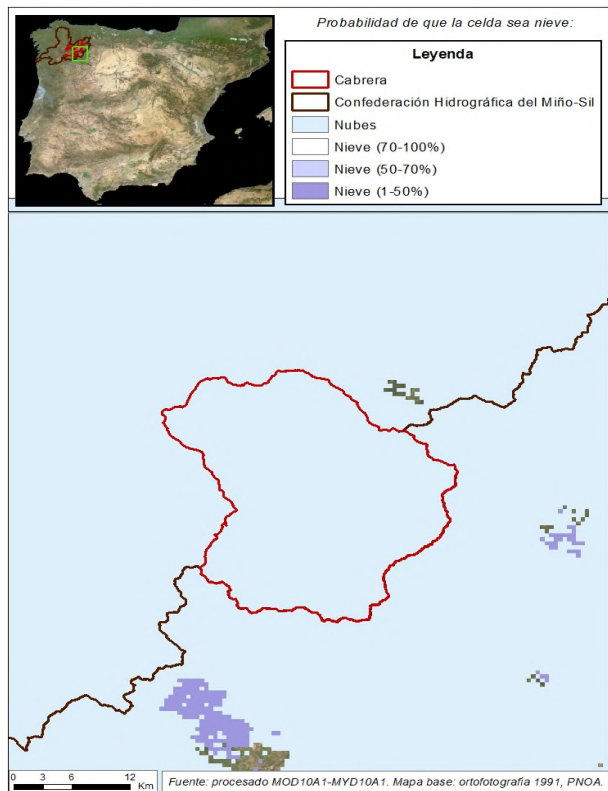 Probabilidad de que la celda sea nieve:
Leyenda
Cabrera
Confederación Hidrográfica del Miño-Sil
Nubes
Nieve (70-100%)
Nieve (50-70%)
Nieve (1-50%)
0 3 6 12
Km
Fuente: procesado MOD10A1-MYD10A1. Mapa base: ortofotografia 1991, PNOA.